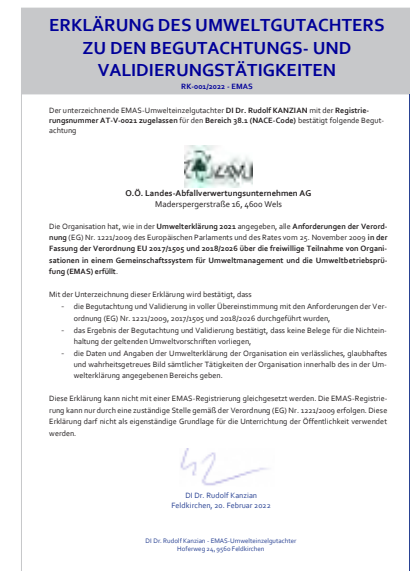 ERKLÄRUNG DES UMWELTGUTACHTERS
ZU DEN BEGUTACHTUNGS- UND
VALIDIERUNGSTÄTIGKEITEN
RK-001/2022 - EMAS
Der unterzeichnende EMAS-Umwelteinzelgutachter DI Dr. Rudolf KANZIAN mit der Registrie-
rungsnummer AT-V-0021 zugelassen für den Bereich 38.1 (NACE-Code) bestätigt folgende Begut-
achtung
O.Ö. Landes-Abfallverwertungsunternehmen AG
Maderspergerstraße 16, 4600 Wels
Die Organisation hat, wie in der Umwelterklärung 2021 angegeben, alle Anforderungen der Verord-
nung (EG) Nr. 1221/2009 des Europäischen Parlaments und des Rates vom 25. November 2009 in der
Fassung der Verordnung EU 2017/1505 und 2018/2026 über die freiwillige Teilnahme von Organi-
sationen in einem Gemeinschaftssystem für Umweltmanagement und die Umweltbetriebsprü-
fung (EMAS) erfüllt.
Mit der Unterzeichnung dieser Erklärung wird bestätigt, dass
- die Begutachtung und Validierung in voller Übereinstimmung mit den Anforderungen der Ver-
ordnung (EG) Nr. 1221/2009, 2017/1505 und 2018/2026 durchgeführt wurden,
- das Ergebnis der Begutachtung und Validierung bestätigt, dass keine Belege für die Nichtein-
haltung der geltenden Umweltvorschriften vorliegen,
- die Daten und Angaben der Umwelterklärung der Organisation ein verlässliches, glaubhaftes
und wahrheitsgetreues Bild sämtlicher Tätigkeiten der Organisation innerhalb des in der Um-
welterklärung angegebenen Bereichs geben.
Diese Erklärung kann nicht mit einer EMAS-Registrierung gleichgesetzt werden. Die EMAS-Registrie-
rung kann nur durch eine zuständige Stelle gemäß der Verordnung (EG) Nr. 1221/2009 erfolgen. Diese
Erklärung darf nicht als eigenständige Grundlage für die Unterrichtung der Öffentlichkeit verwendet
werden.
DI Dr. Rudolf Kanzian
Feldkirchen, 20. Februar 2022
DI Dr. Rudolf Kanzian - EMAS-Umwelteinzelgutachter
Hoferweg 24, 9560 Feldkirchen